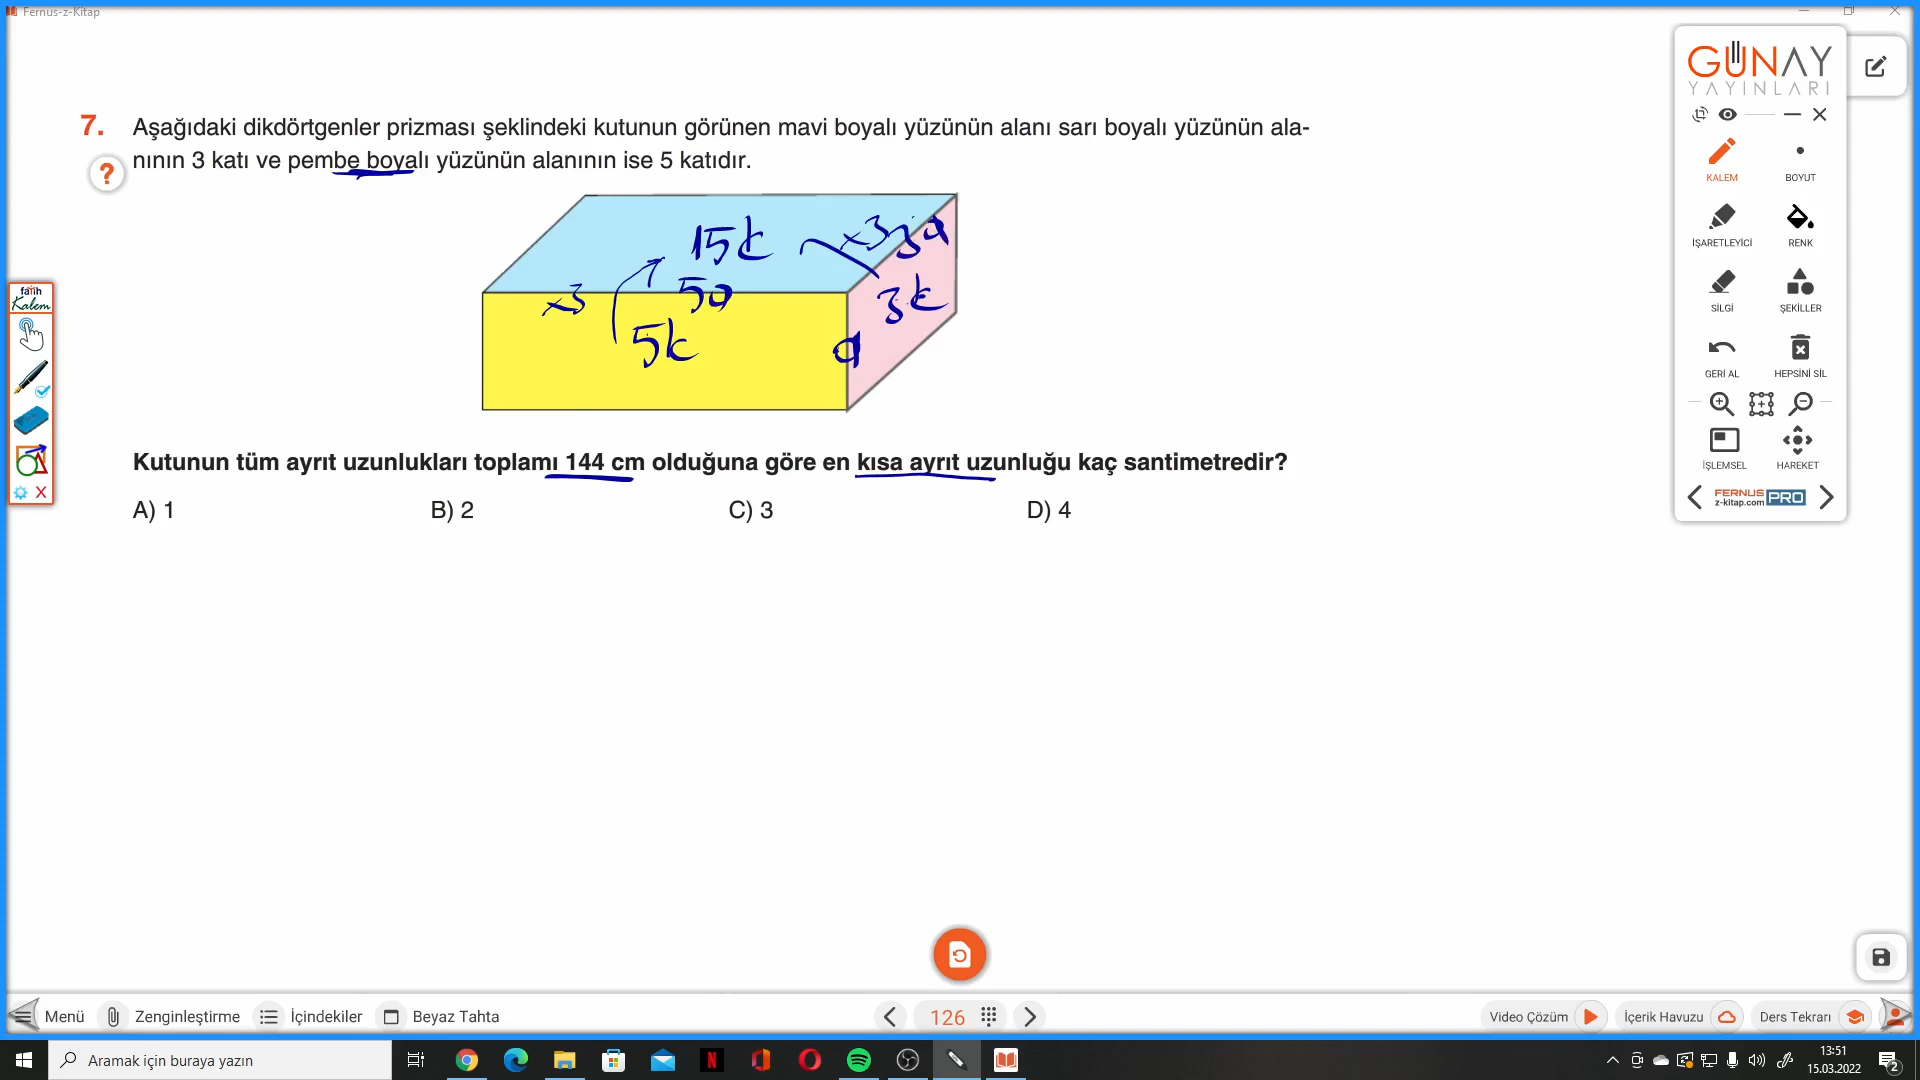 Fernus-z-Kitap
7. Aşağıdaki dikdörtgenler prizması şeklindeki kutunun görünen mavi boyalı yüzünün alanı sarı boyalı yüzünün ala-
nının 3 katı ve pembe boyalı yüzünün alanının ise 5 katıdır.
?
15k
x3
3a
x3
5a
3k
5k
a
Kutunun tüm ayrıt uzunlukları toplamı 144 cm olduğuna göre en kısa ayrıt uzunluğu kaç santimetredir?
A) 1 B) 2 C) 3 D) 4
fatih
Kalem
X
GÜNAY
YAYINLARI
KALEM BOYUT
İŞARETLEYİCİ RENK
SİLGİ ŞEKİLLER
GERİ AL HEPSİNİ SİL
İŞLEMSEL HAREKET
FERNUS
z-kitap.com PRO
Menü Zenginleştirme İçindekiler Beyaz Tahta 126 Video Çözüm İçerik Havuzu Ders Tekrarı
Aramak için buraya yazın
13:51
15.03.2022
2